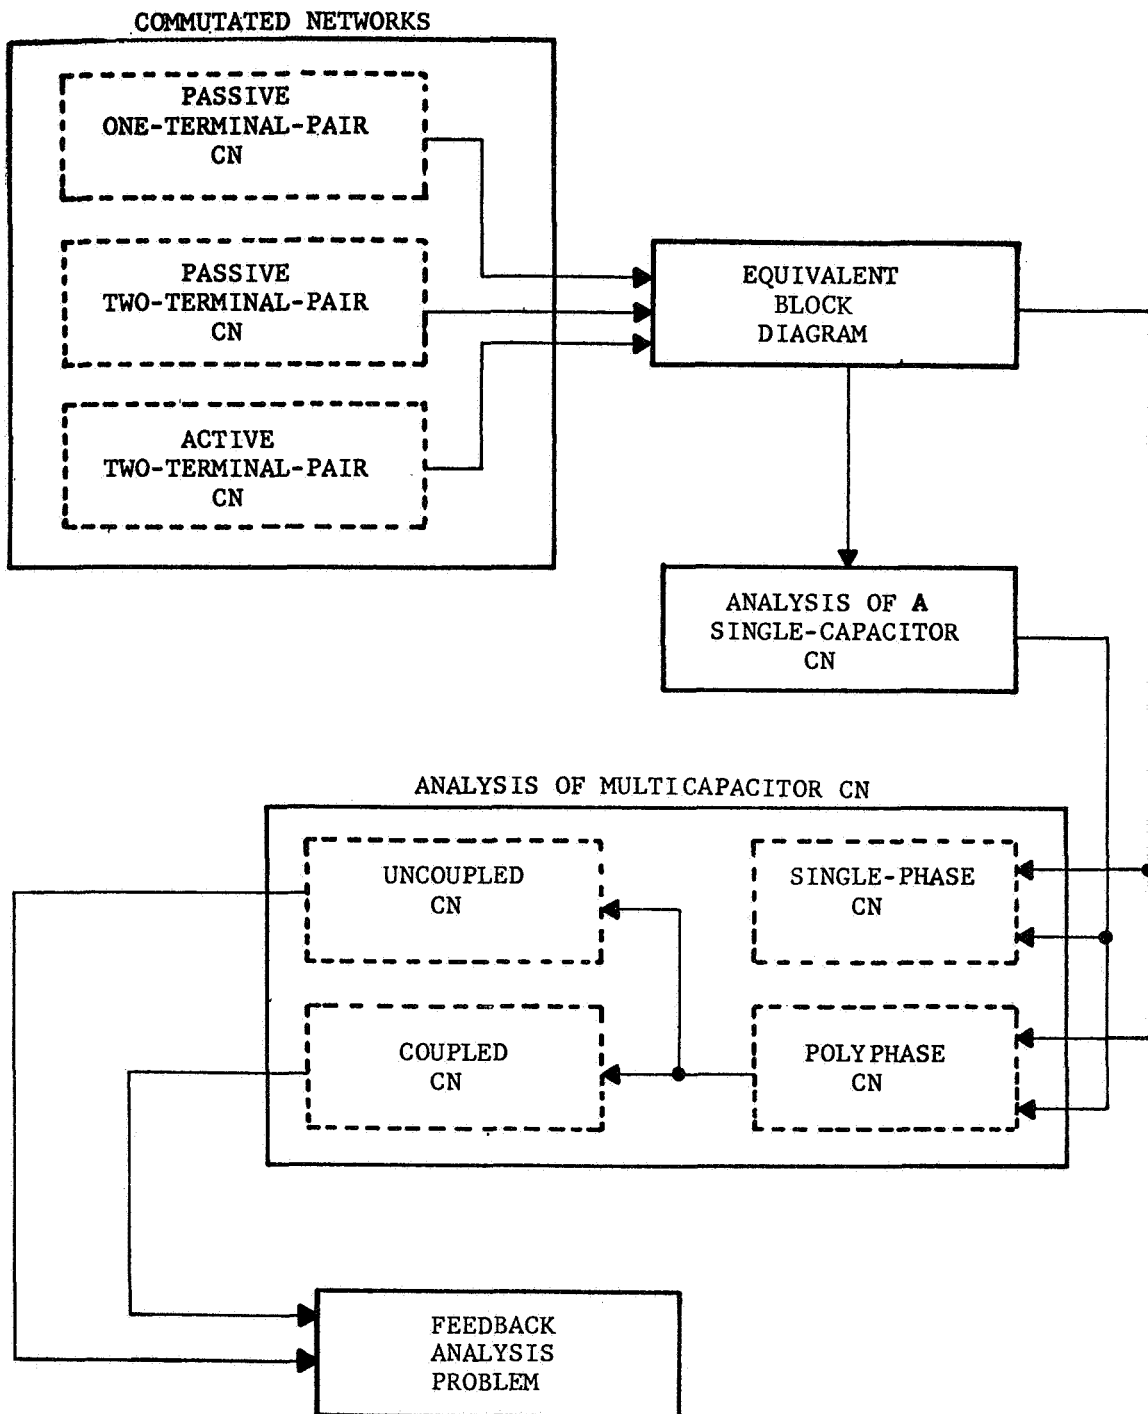 COMMUTATED NETWORKS
PASSIVE
ONE-TERMINAL-PAIR
CN
PASSIVE
TWO-TERMINAL-PAIR
CN
ACTIVE
TWO-TERMINAL-PAIR
CN
EQUIVALENT
BLOCK
DIAGRAM
ANALYSIS OF A
SINGLE-CAPACITOR
CN
ANALYSIS OF MULTICAPACITOR CN
UNCOUPLED
CN
SINGLE-PHASE
CN
COUPLED
CN
POLYPHASE
CN
FEEDBACK
ANALYSIS
PROBLEM